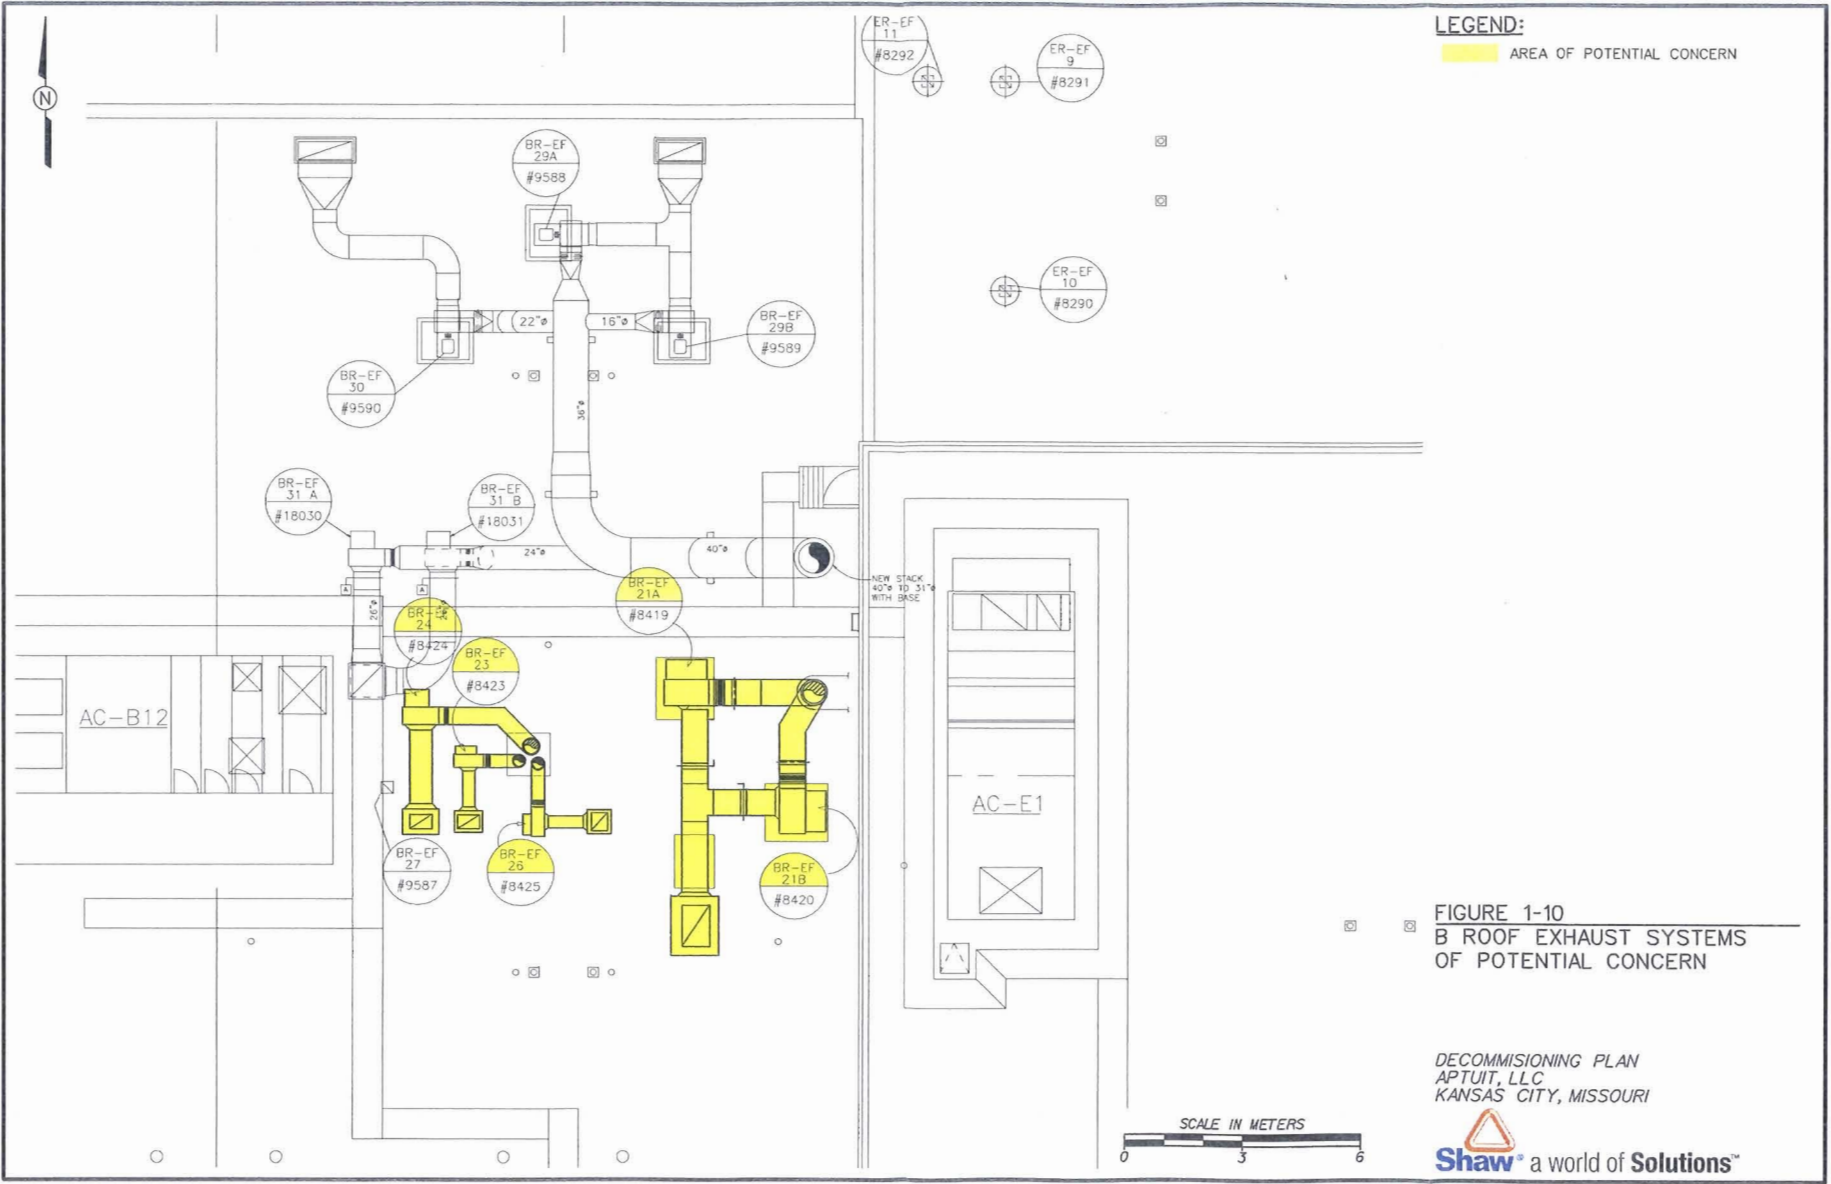 LEGEND:
AREA OF POTENTIAL CONCERN
N
ER-EF
11
#8292
ER-EF
9
#8291
ER-EF
10
#8290
BR-EF
29A
#9588
BR-EF
29B
#9589
22"ø
16"ø
BR-EF
30
#9590
36"ø
BR-EF
31 A
#18030
BR-EF
31 B
#18031
24"ø
40"ø
NEW STACK
40"ø TO 31"ø
WITH BASE
A
A
26"ø
BR-EF
21A
#8419
BR-EF
24
#8424
BR-EF
23
#8423
AC-B12
AC-E1
BR-EF
27
#9587
BR-EF
26
#8425
BR-EF
21B
#8420
FIGURE 1-10
B ROOF EXHAUST SYSTEMS
OF POTENTIAL CONCERN
DECOMMISIONING PLAN
APTUIT, LLC
KANSAS CITY, MISSOURI
SCALE IN METERS
0 3 6
Shaw® a world of Solutions™